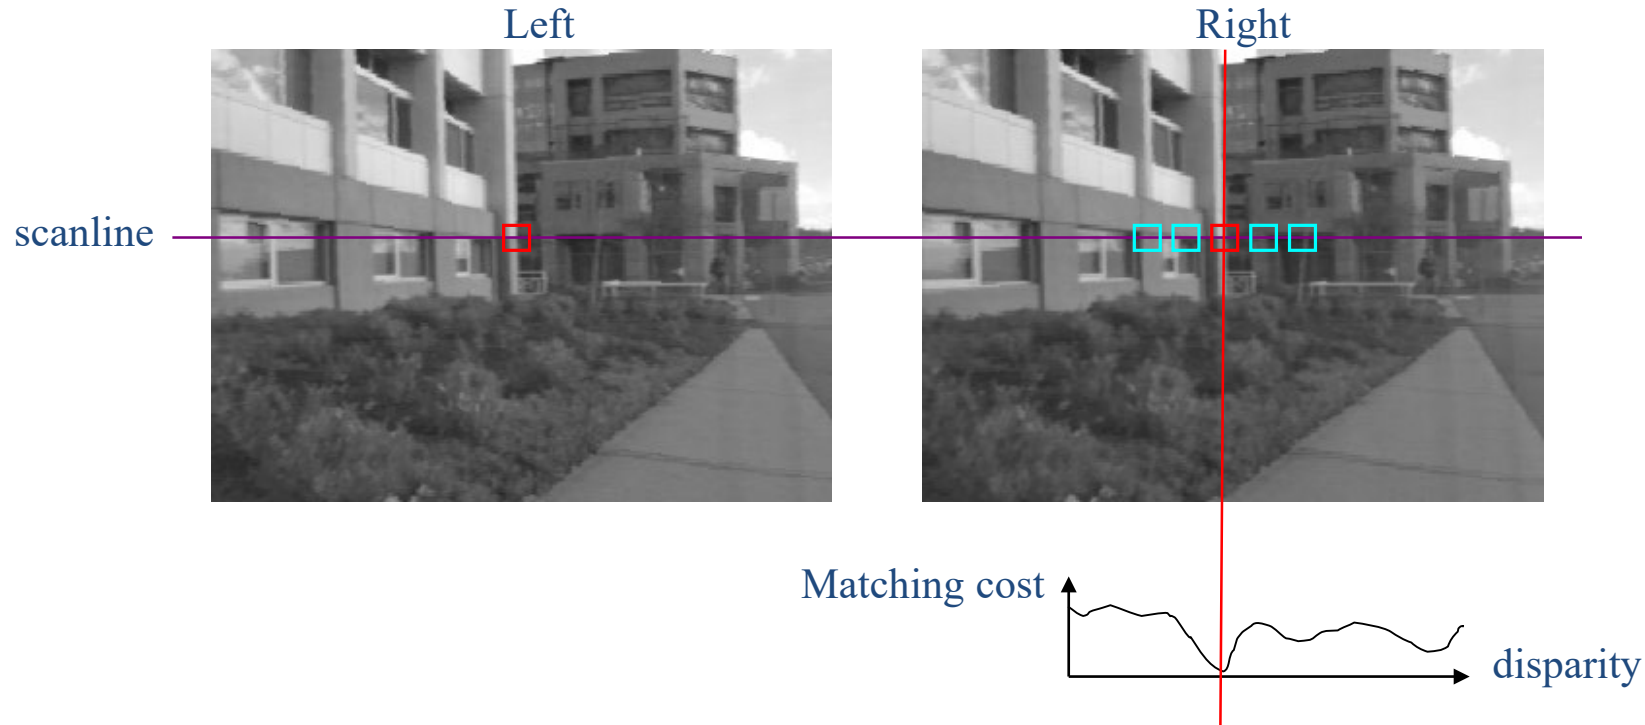 Left
Right
scanline
Matching cost
disparity